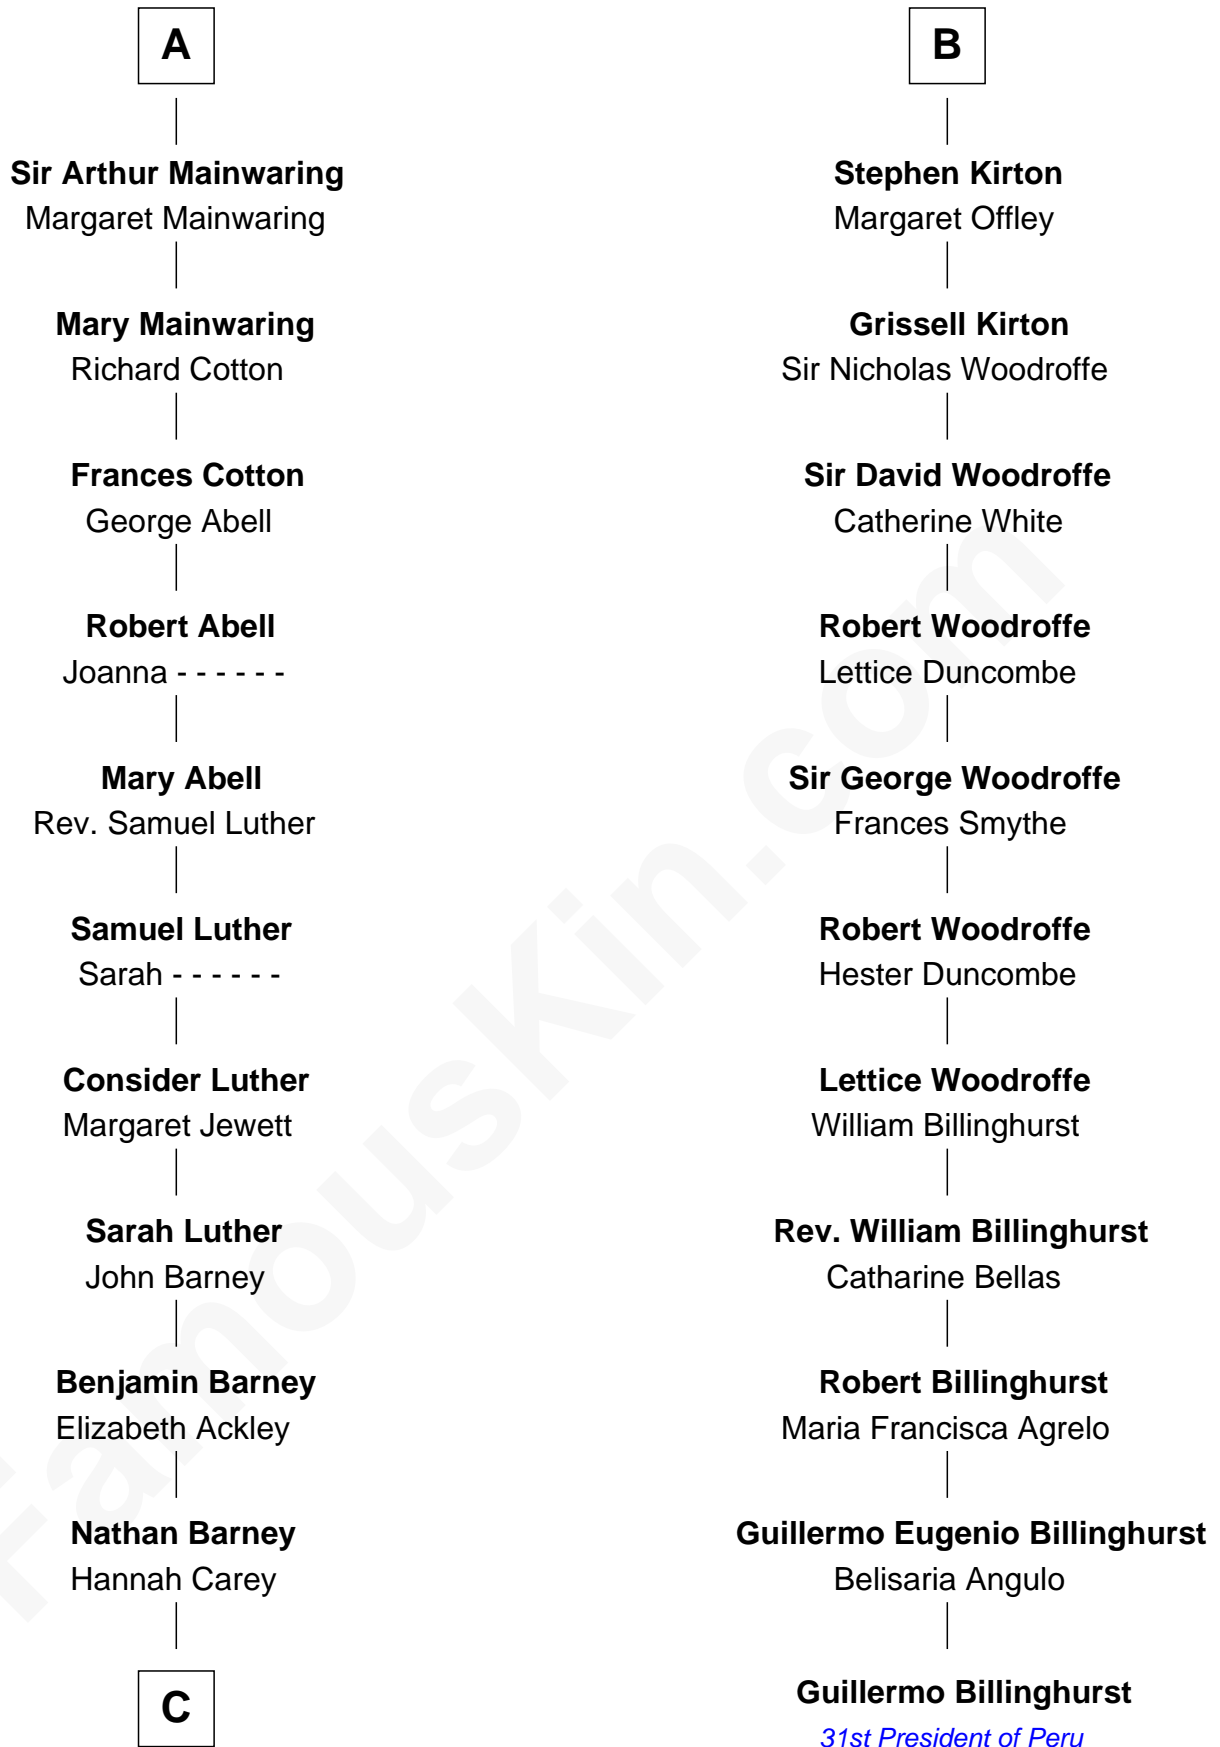 A
Sir Arthur Mainwaring
Margaret Mainwaring
Mary Mainwaring
Richard Cotton
Frances Cotton
George Abell
Robert Abell
Joanna - - - - - -
Mary Abell
Rev. Samuel Luther
Samuel Luther
Sarah - - - - - -
Consider Luther
Margaret Jewett
Sarah Luther
John Barney
Benjamin Barney
Elizabeth Ackley
Nathan Barney
Hannah Carey
C
B
Stephen Kirton
Margaret Offley
Grissell Kirton
Sir Nicholas Woodroffe
Sir David Woodroffe
Catherine White
Robert Woodroffe
Lettice Duncombe
Sir George Woodroffe
Frances Smythe
Robert Woodroffe
Hester Duncombe
Lettice Woodroffe
William Billinghurst
Rev. William Billinghurst
Catharine Bellas
Robert Billinghurst
Maria Francisca Agrelo
Guillermo Eugenio Billinghurst
Belisaria Angulo
Guillermo Billinghurst
31st President of Peru
FamousKin.com